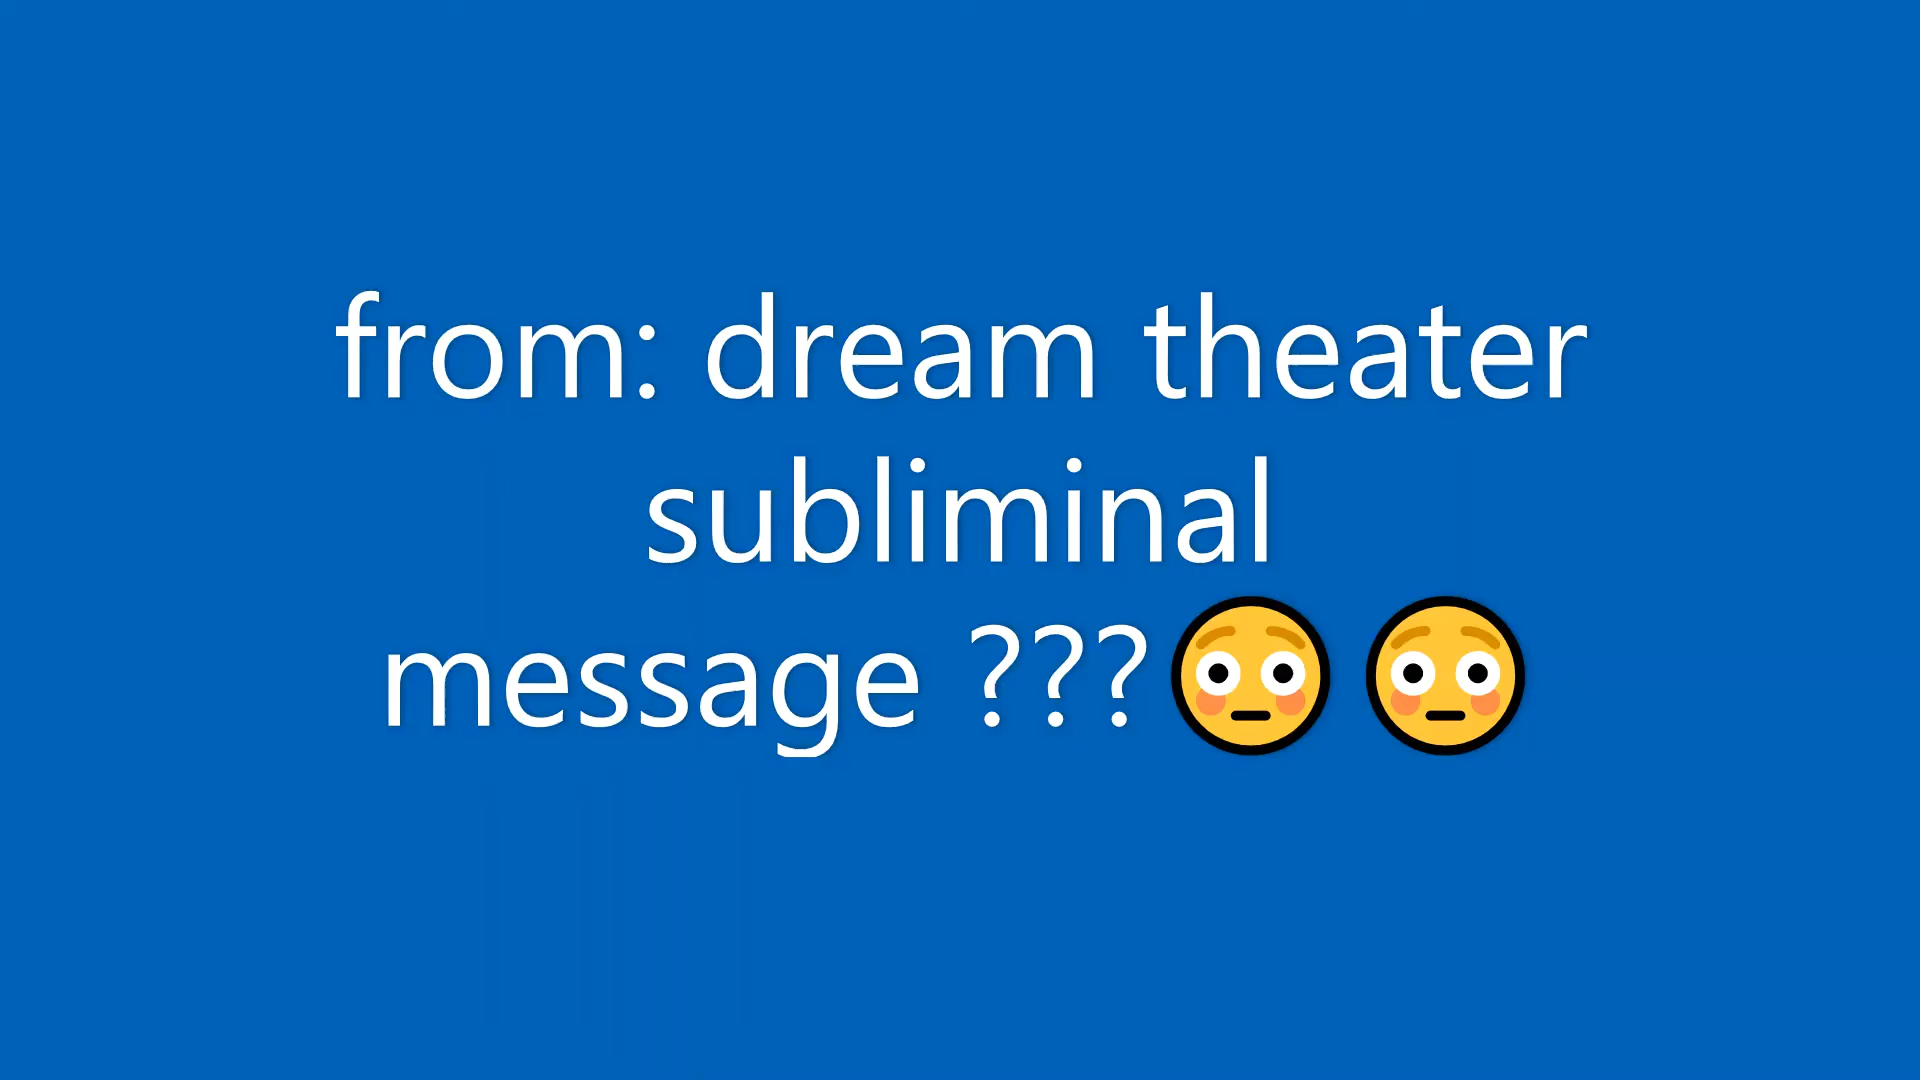 from: dream theater
subliminal
message ???😳😳